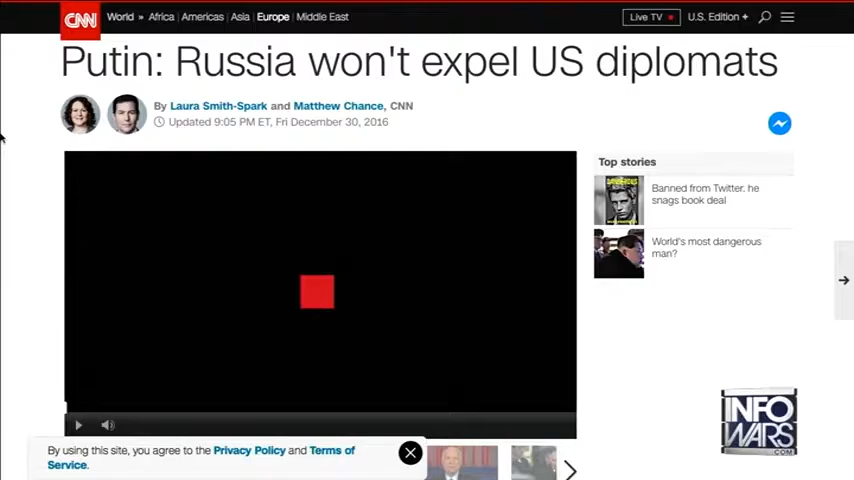 CNN World » Africa Americas Asia Europe Middle East Live TV U.S. Edition +
Putin: Russia won't expel US diplomats
By Laura Smith-Spark and Matthew Chance, CNN
Updated 9:05 PM ET, Fri December 30, 2016
Top stories
Banned from Twitter, he
snags book deal
World's most dangerous
man?
INFO
WARS
.COM
By using this site, you agree to the Privacy Policy and Terms of
Service.